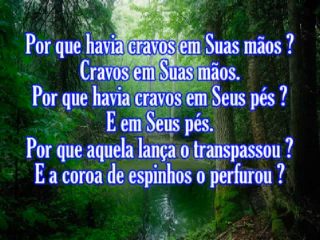 Por que havia cravos em Suas mãos ?
Cravos em Suas mãos.
Por que havia cravos em Seus pés ?
E em Seus pés.
Por que aquela lança o transpassou ?
E a coroa de espinhos o perfurou ?